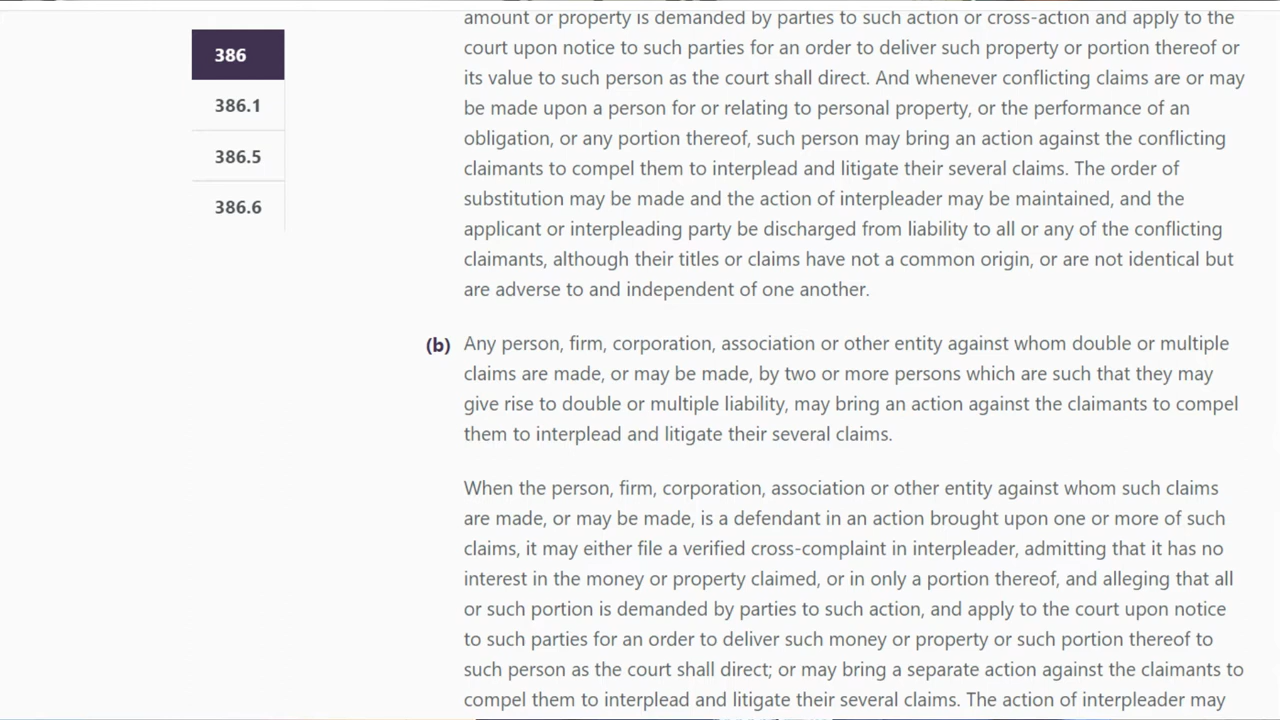 386
386.1
386.5
386.6
amount or property is demanded by parties to such action or cross-action and apply to the
court upon notice to such parties for an order to deliver such property or portion thereof or
its value to such person as the court shall direct. And whenever conflicting claims are or may
be made upon a person for or relating to personal property, or the performance of an
obligation, or any portion thereof, such person may bring an action against the conflicting
claimants to compel them to interplead and litigate their several claims. The order of
substitution may be made and the action of interpleader may be maintained, and the
applicant or interpleading party be discharged from liability to all or any of the conflicting
claimants, although their titles or claims have not a common origin, or are not identical but
are adverse to and independent of one another.
(b) Any person, firm, corporation, association or other entity against whom double or multiple
claims are made, or may be made, by two or more persons which are such that they may
give rise to double or multiple liability, may bring an action against the claimants to compel
them to interplead and litigate their several claims.
When the person, firm, corporation, association or other entity against whom such claims
are made, or may be made, is a defendant in an action brought upon one or more of such
claims, it may either file a verified cross-complaint in interpleader, admitting that it has no
interest in the money or property claimed, or in only a portion thereof, and alleging that all
or such portion is demanded by parties to such action, and apply to the court upon notice
to such parties for an order to deliver such money or property or such portion thereof to
such person as the court shall direct; or may bring a separate action against the claimants to
compel them to interplead and litigate their several claims. The action of interpleader may